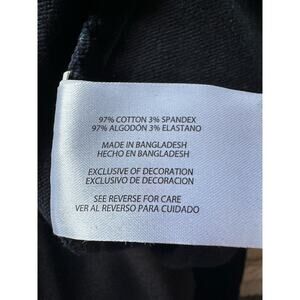 97% COTTON 3% SPANDEX
97% ALGODÓN 3% ELASTANO
MADE IN BANGLADESH
HECHO EN BANGLADESH
EXCLUSIVE OF DECORATION
EXCLUSIVO DE DECORACION
SEE REVERSE FOR CARE
VER AL REVERSO PARA CUIDADO